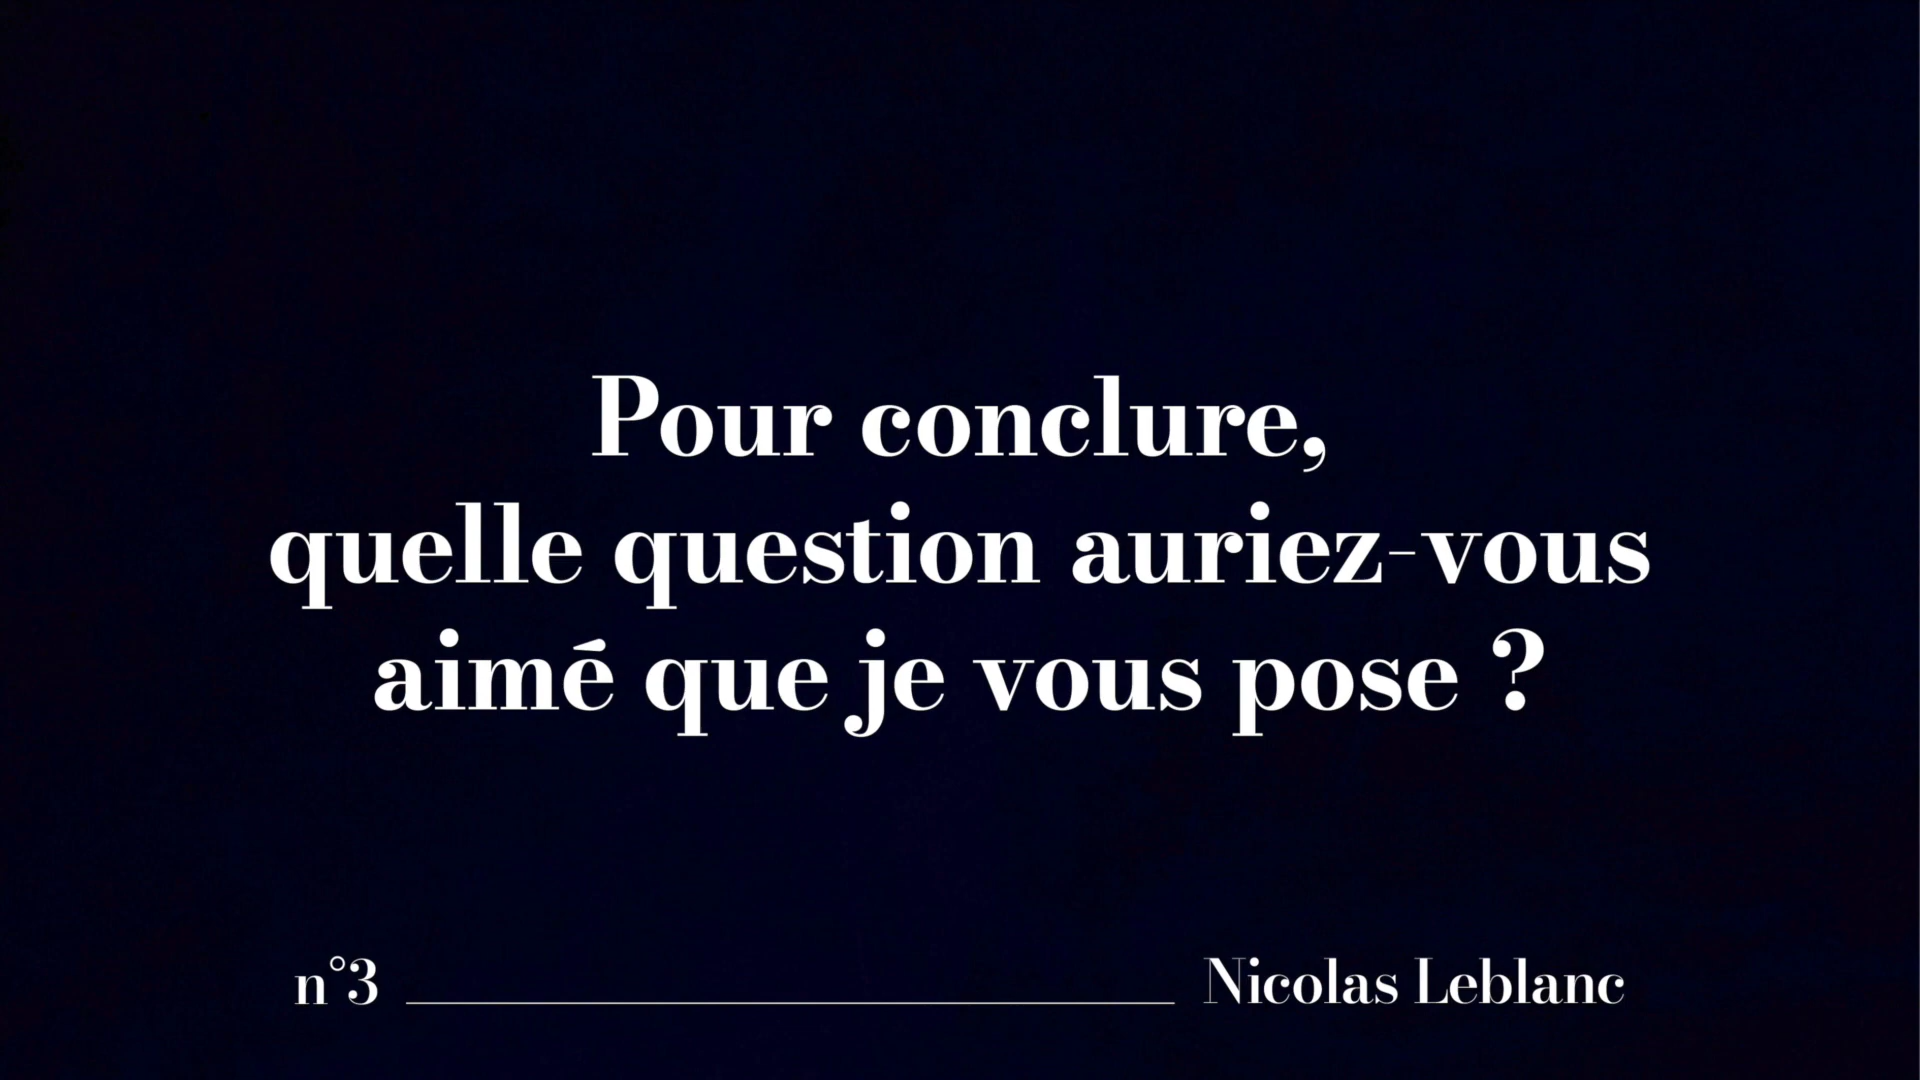 Pour conclure,
quelle question auriez-vous
aimé que je vous pose ?
n°3 Nicolas Leblanc